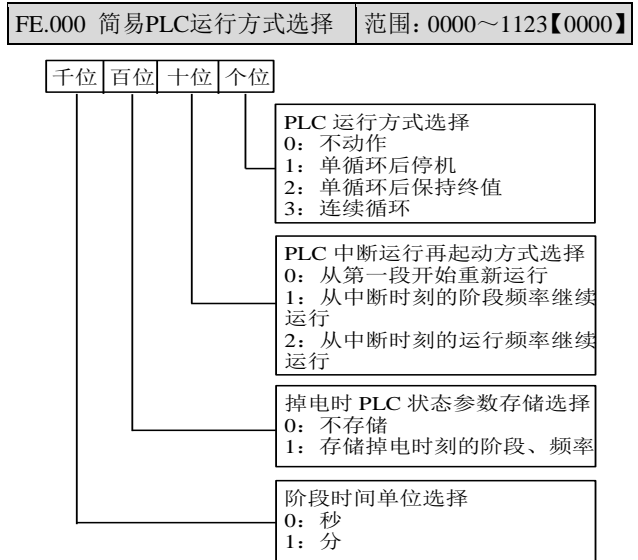 FE.000 简易PLC运行方式选择 范围：0000～1123【0000】
千位 百位 十位 个位
PLC 运行方式选择
0：不动作
1：单循环后停机
2：单循环后保持终值
3：连续循环
PLC 中断运行再起动方式选择
0：从第一段开始重新运行
1：从中断时刻的阶段频率继续
运行
2：从中断时刻的运行频率继续
运行
掉电时 PLC 状态参数存储选择
0：不存储
1：存储掉电时刻的阶段、频率
阶段时间单位选择
0：秒
1：分